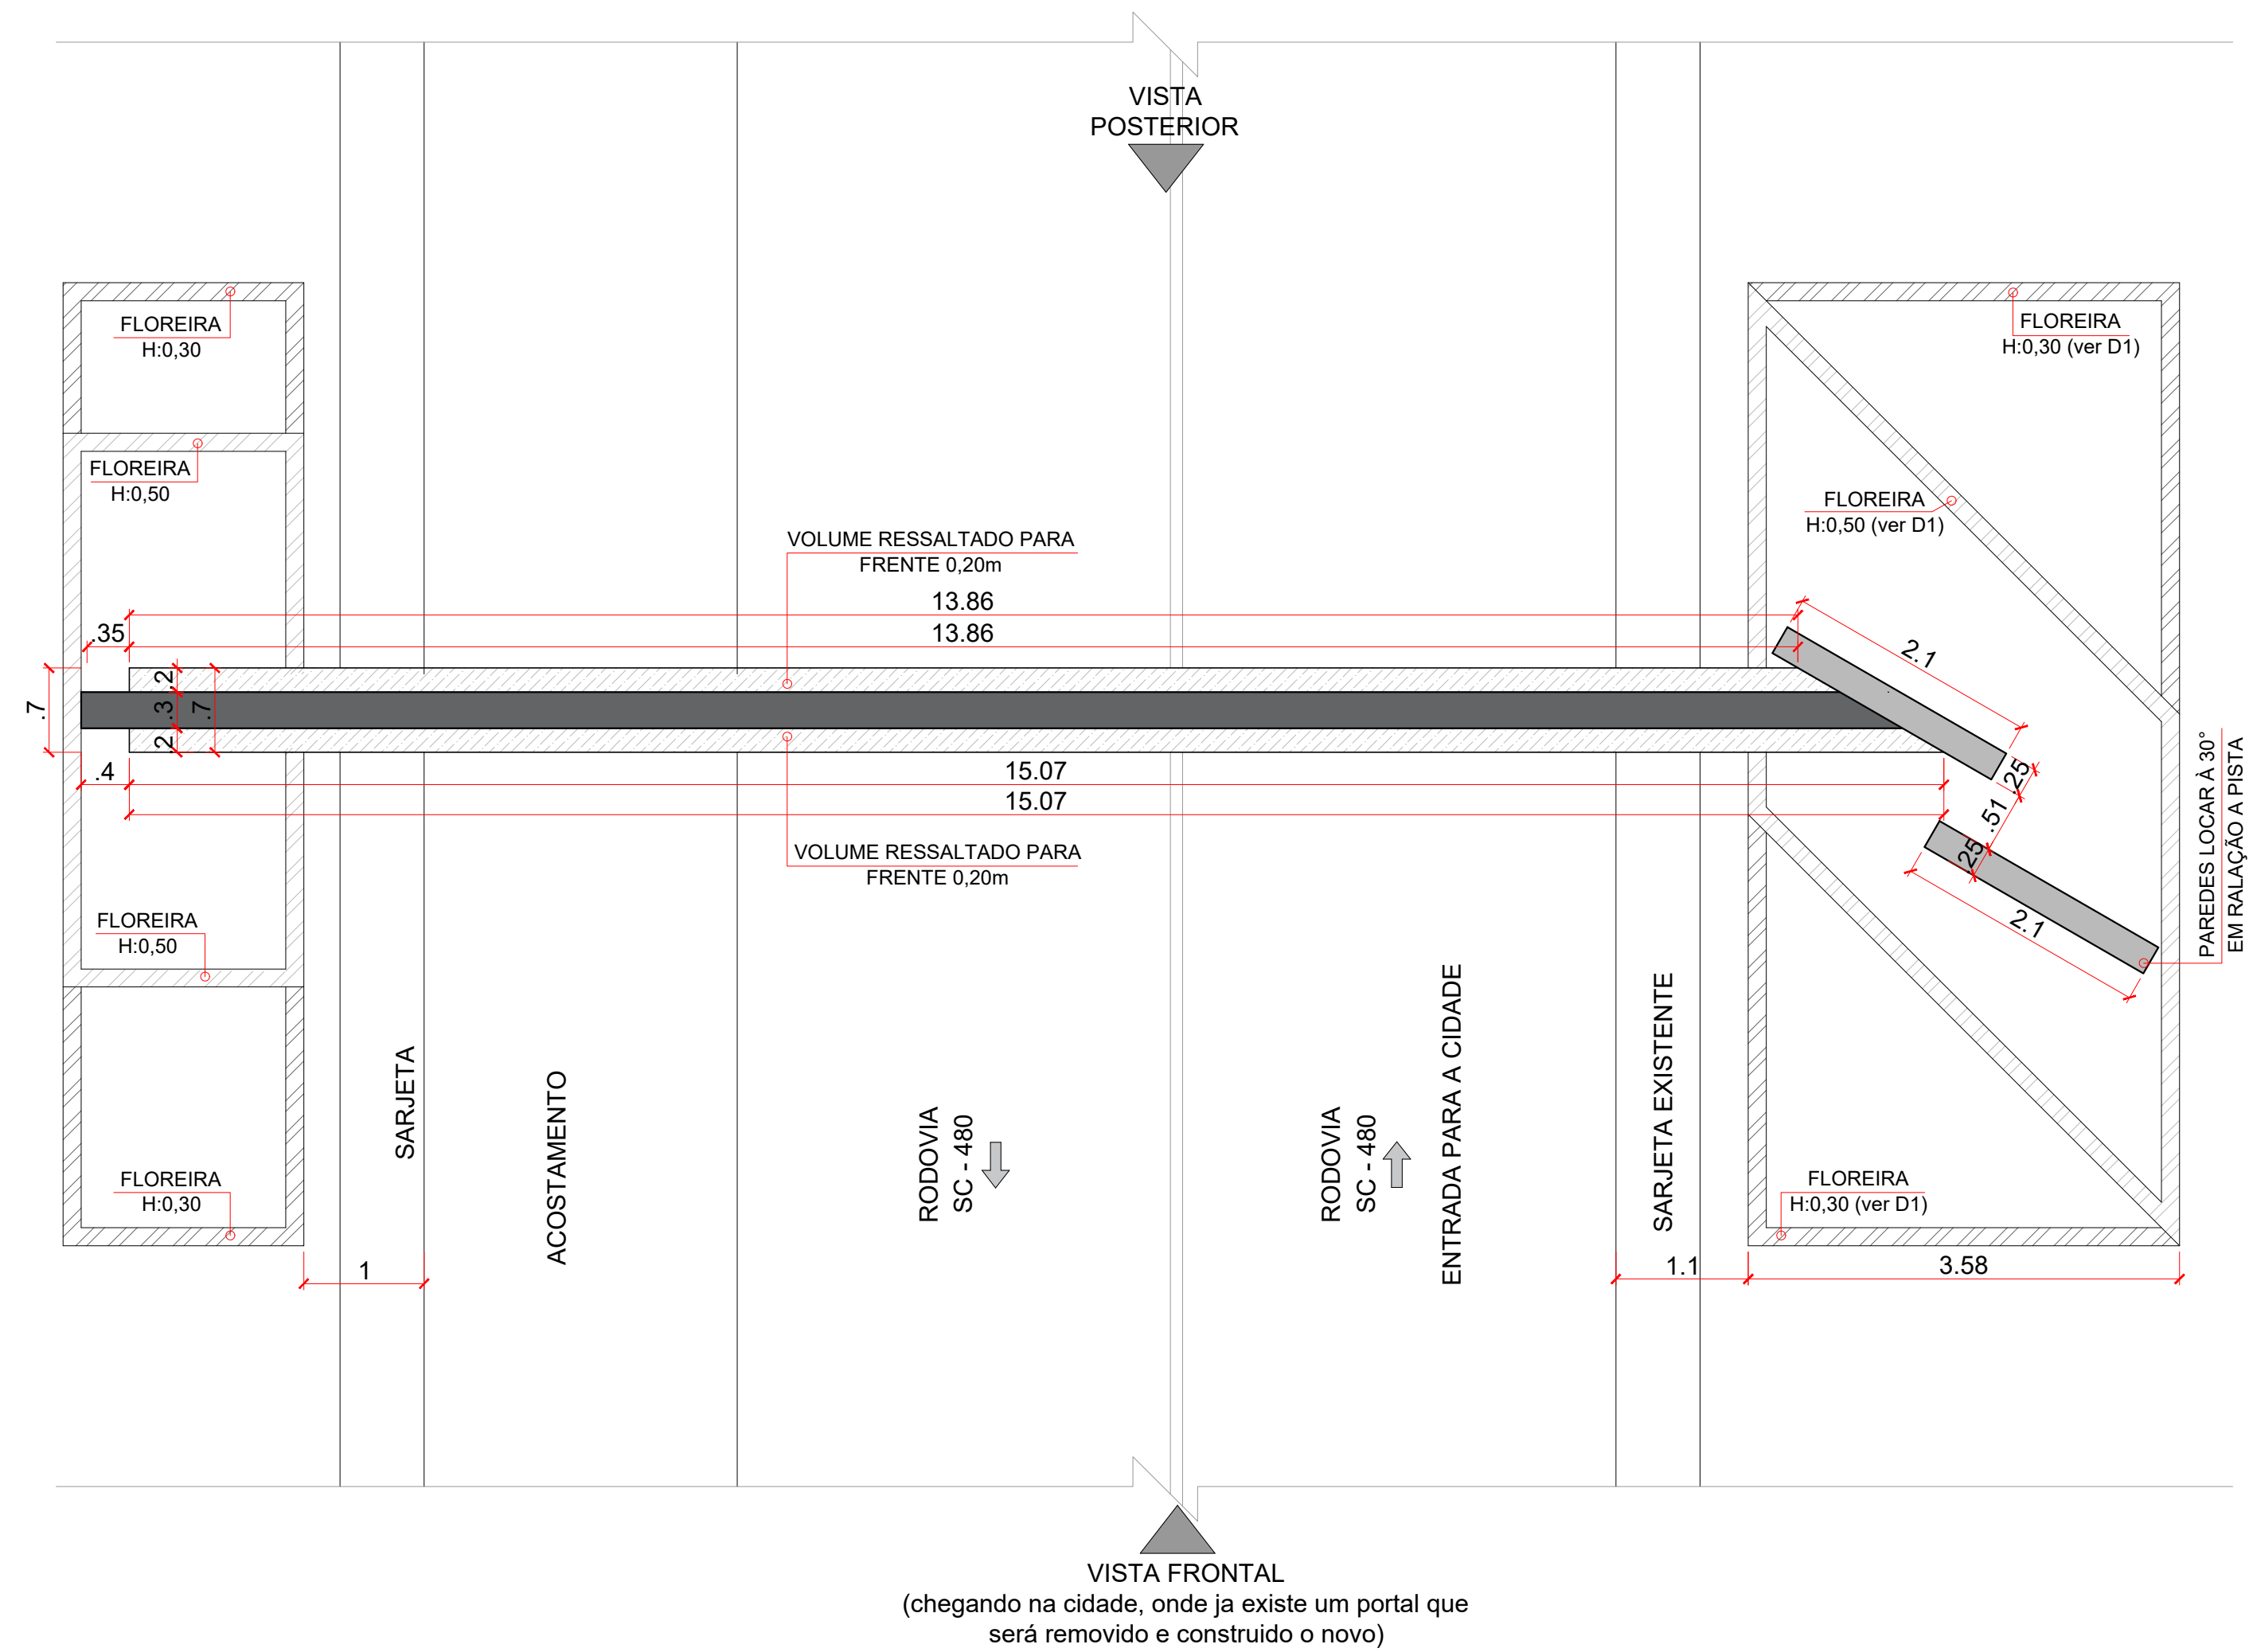 VISTA
POSTERIOR
FLOREIRA
H:0,30
FLOREIRA
H:0,30 (ver D1)
FLOREIRA
H:0,50
FLOREIRA
H:0,50 (ver D1)
VOLUME RESSALTADO PARA
FRENTE 0,20m
13.86
.35
13.86
2.1
.7
.2
.3
.7
.2
.4
15.07
15.07
.25
.51
.25
2.1
PAREDES LOCAR À 30°
EM RALAÇÃO A PISTA
VOLUME RESSALTADO PARA
FRENTE 0,20m
FLOREIRA
H:0,50
SARJETA
ACOSTAMENTO
RODOVIA
SC - 480
RODOVIA
SC - 480
ENTRADA PARA A CIDADE
SARJETA EXISTENTE
FLOREIRA
H:0,30
FLOREIRA
H:0,30 (ver D1)
1
1.1
3.58
VISTA FRONTAL
(chegando na cidade, onde ja existe um portal que
será removido e construido o novo)